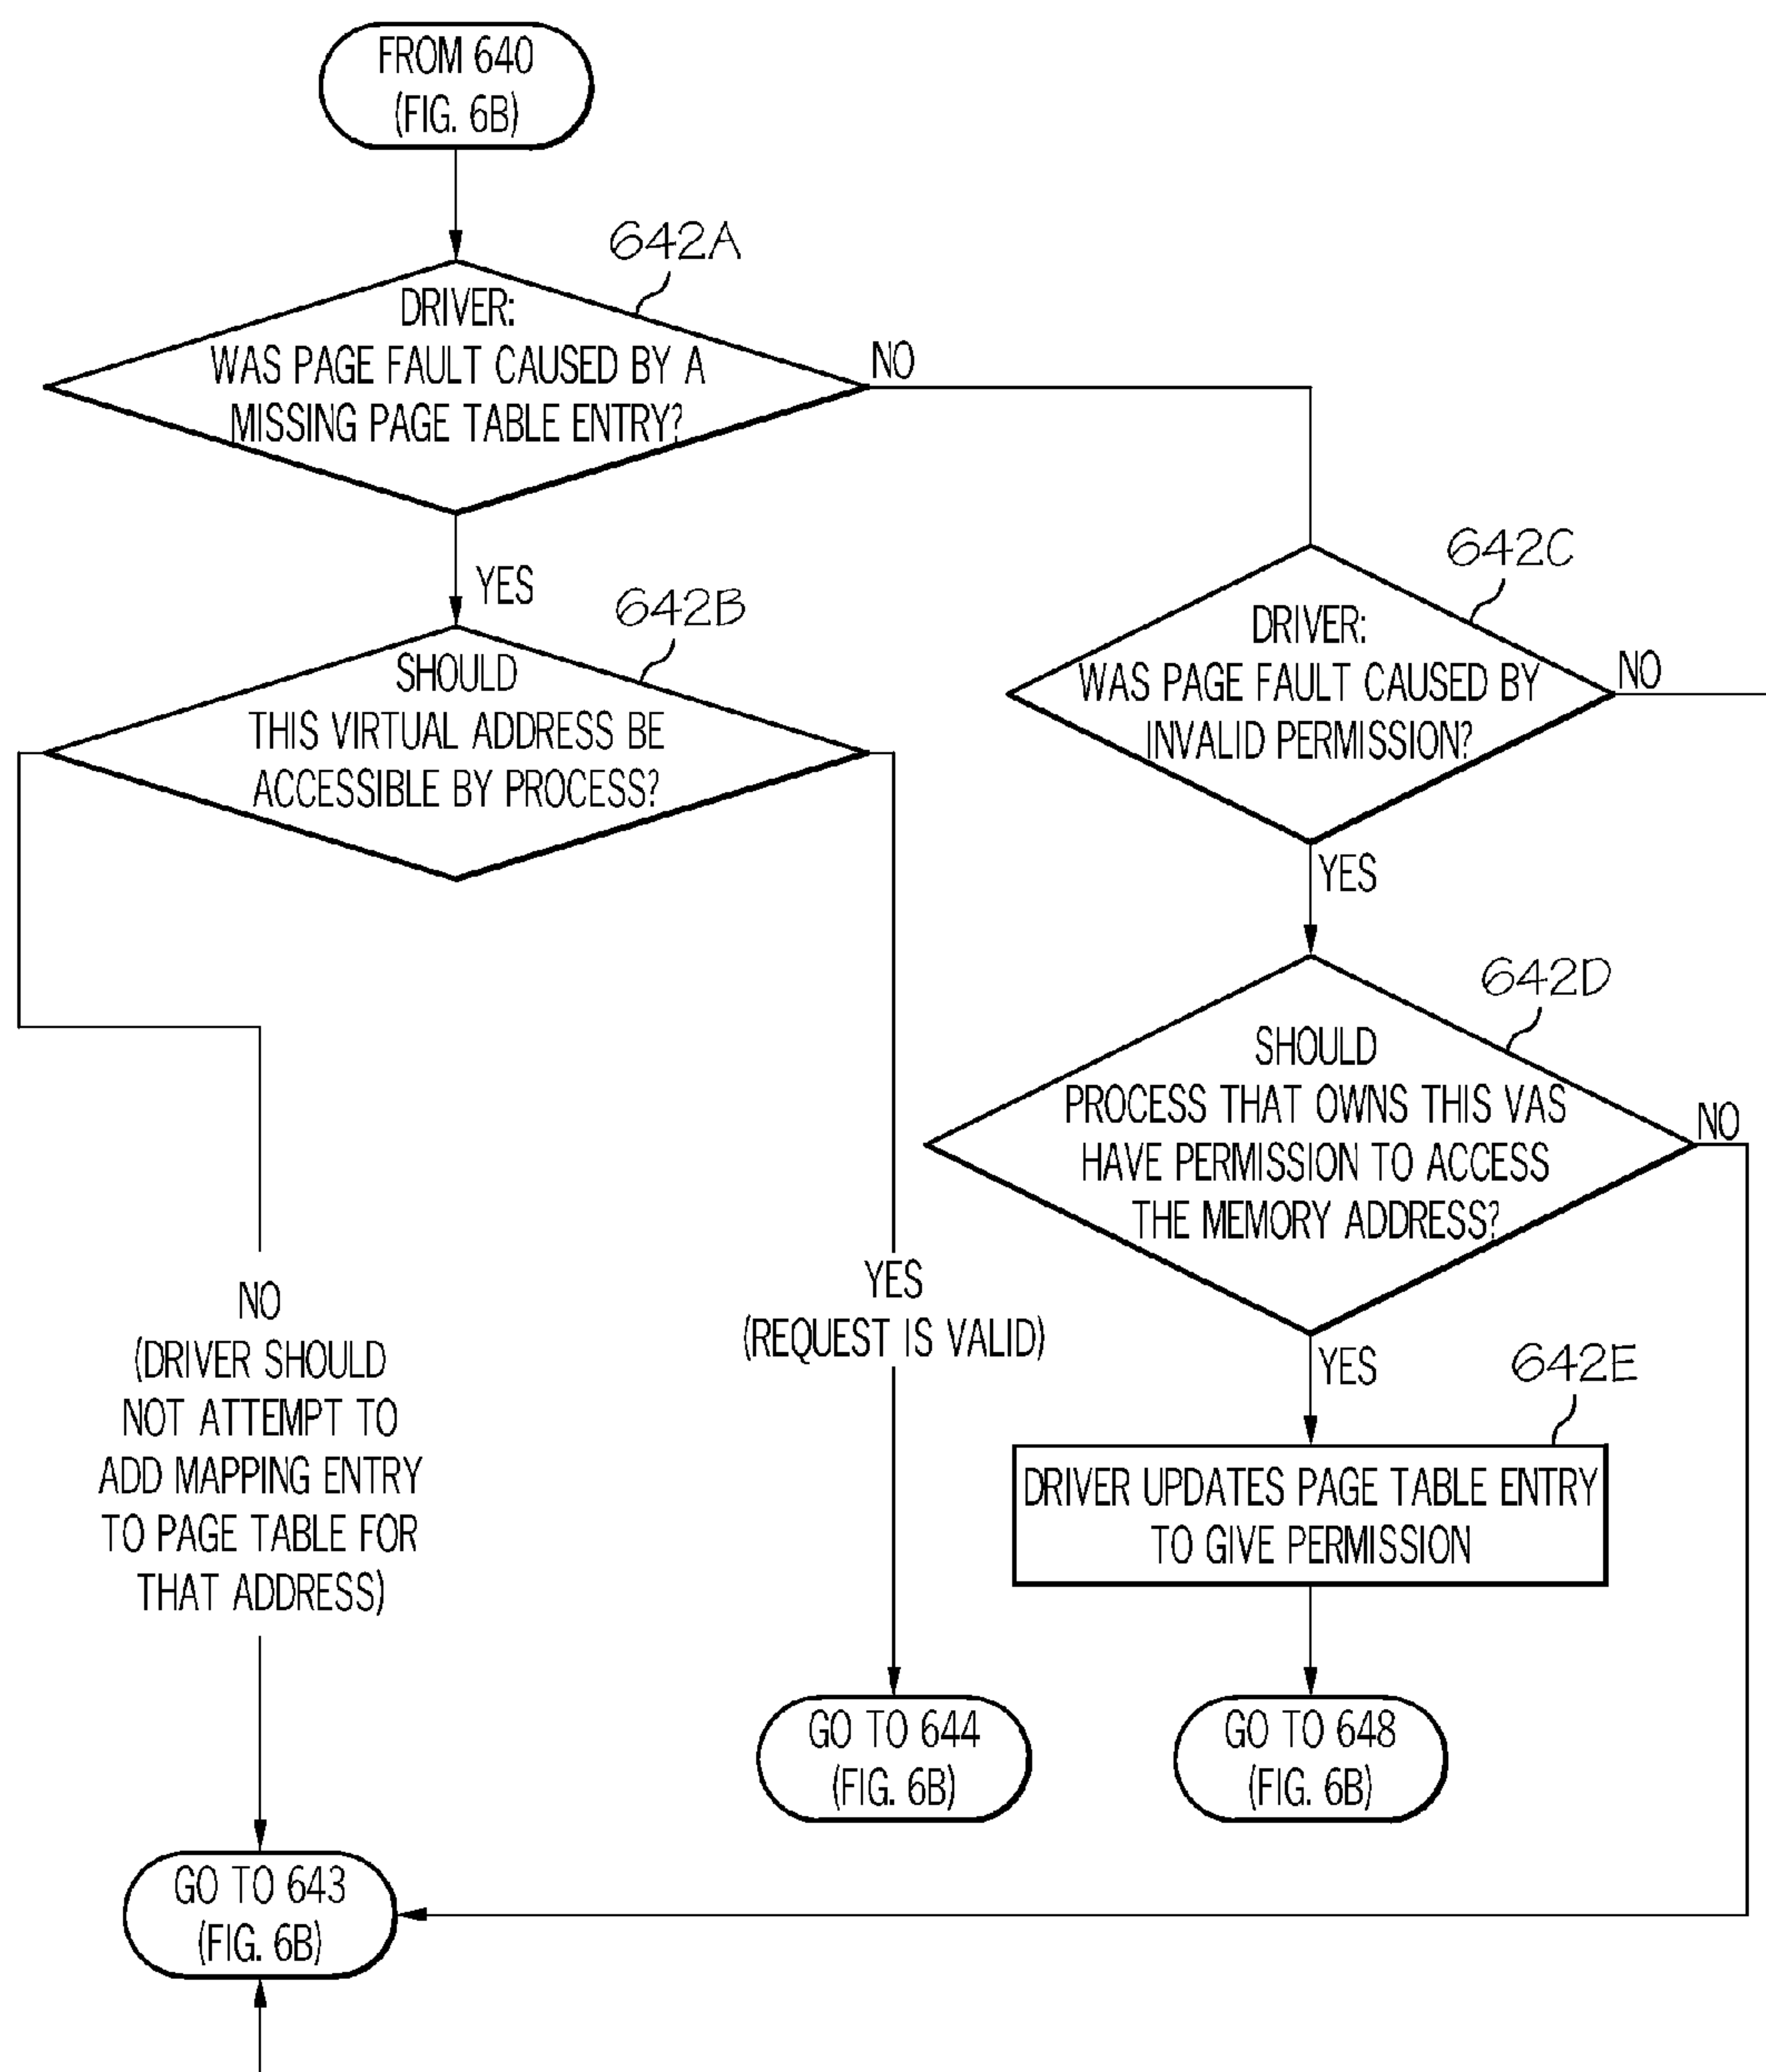 FROM 640
(FIG. 6B)
642A
DRIVER:
WAS PAGE FAULT CAUSED BY A
MISSING PAGE TABLE ENTRY?
NO
YES
642B
SHOULD
THIS VIRTUAL ADDRESS BE
ACCESSIBLE BY PROCESS?
642C
DRIVER:
WAS PAGE FAULT CAUSED BY
INVALID PERMISSION?
NO
YES
642D
SHOULD
PROCESS THAT OWNS THIS VAS
HAVE PERMISSION TO ACCESS
THE MEMORY ADDRESS?
NO
YES
(REQUEST IS VALID)
NO
(DRIVER SHOULD
NOT ATTEMPT TO
ADD MAPPING ENTRY
TO PAGE TABLE FOR
THAT ADDRESS)
YES
642E
DRIVER UPDATES PAGE TABLE ENTRY
TO GIVE PERMISSION
GO TO 644
(FIG. 6B)
GO TO 648
(FIG. 6B)
GO TO 643
(FIG. 6B)